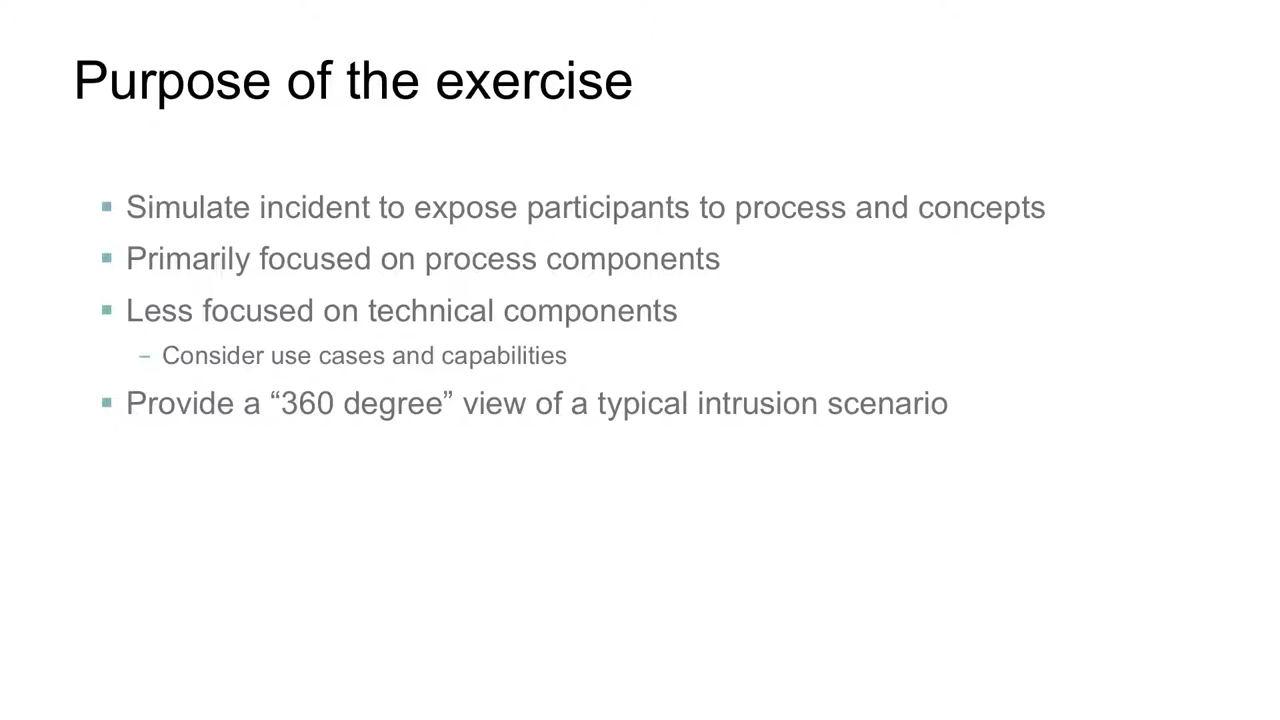 Purpose of the exercise
▪ Simulate incident to expose participants to process and concepts
▪ Primarily focused on process components
▪ Less focused on technical components
– Consider use cases and capabilities
▪ Provide a “360 degree” view of a typical intrusion scenario